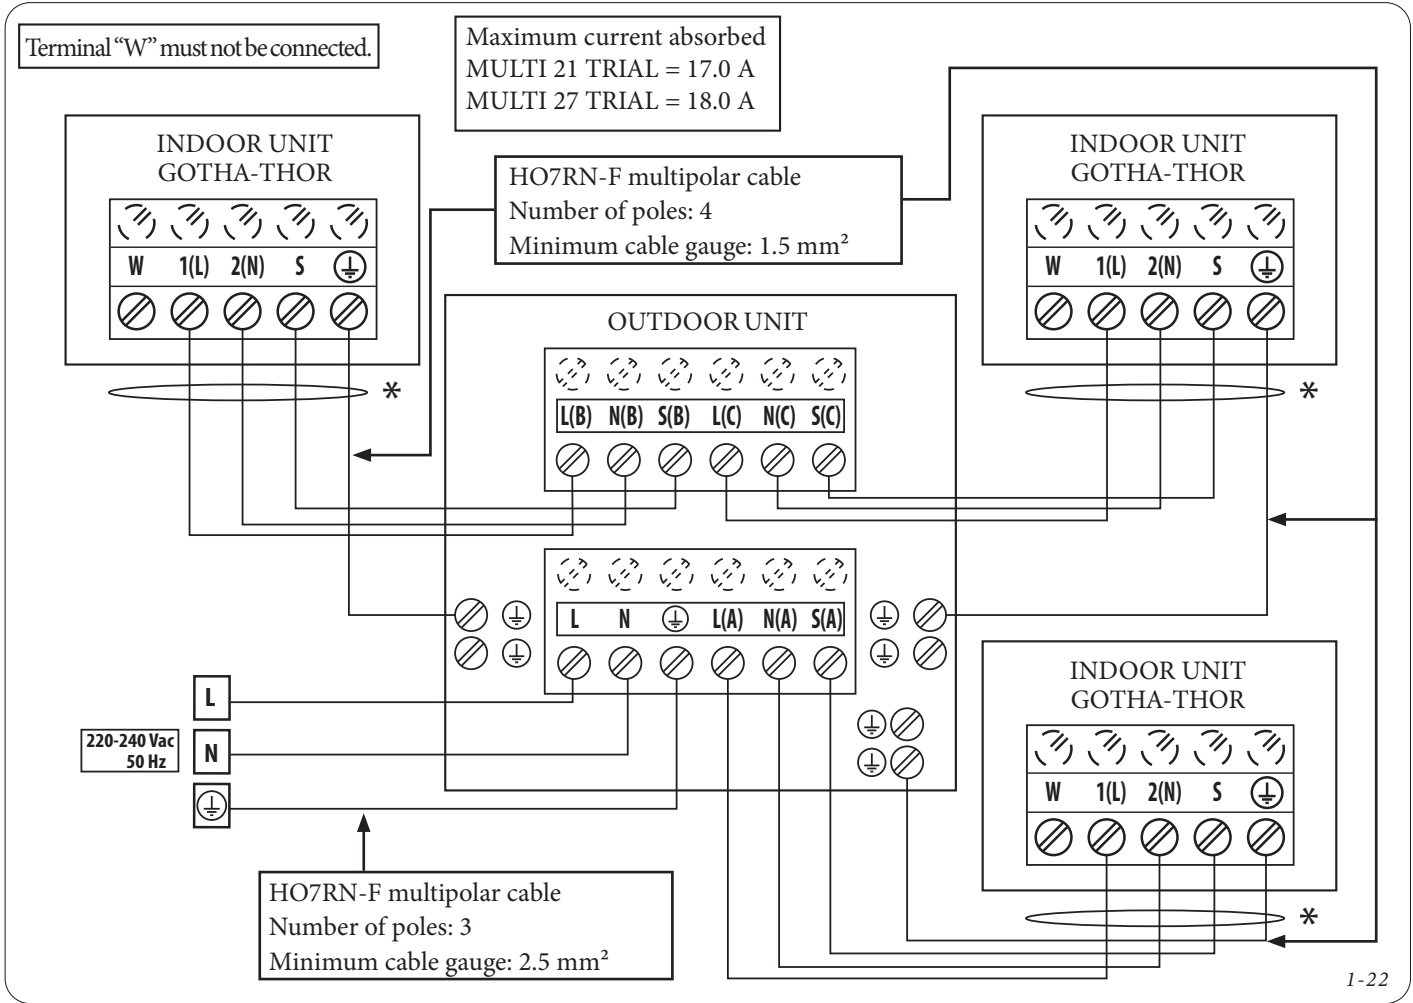 Terminal “W” must not be connected.
Maximum current absorbed
MULTI 21 TRIAL = 17.0 A
MULTI 27 TRIAL = 18.0 A
INDOOR UNIT
GOTHA-THOR
W 1(L) 2(N) S
*
HO7RN-F multipolar cable
Number of poles: 4
Minimum cable gauge: 1.5 mm²
INDOOR UNIT
GOTHA-THOR
W 1(L) 2(N) S
*
OUTDOOR UNIT
L(B) N(B) S(B) L(C) N(C) S(C)
L N L(A) N(A) S(A)
L
220-240 Vac
50 Hz
N
INDOOR UNIT
GOTHA-THOR
W 1(L) 2(N) S
*
HO7RN-F multipolar cable
Number of poles: 3
Minimum cable gauge: 2.5 mm²
1-22